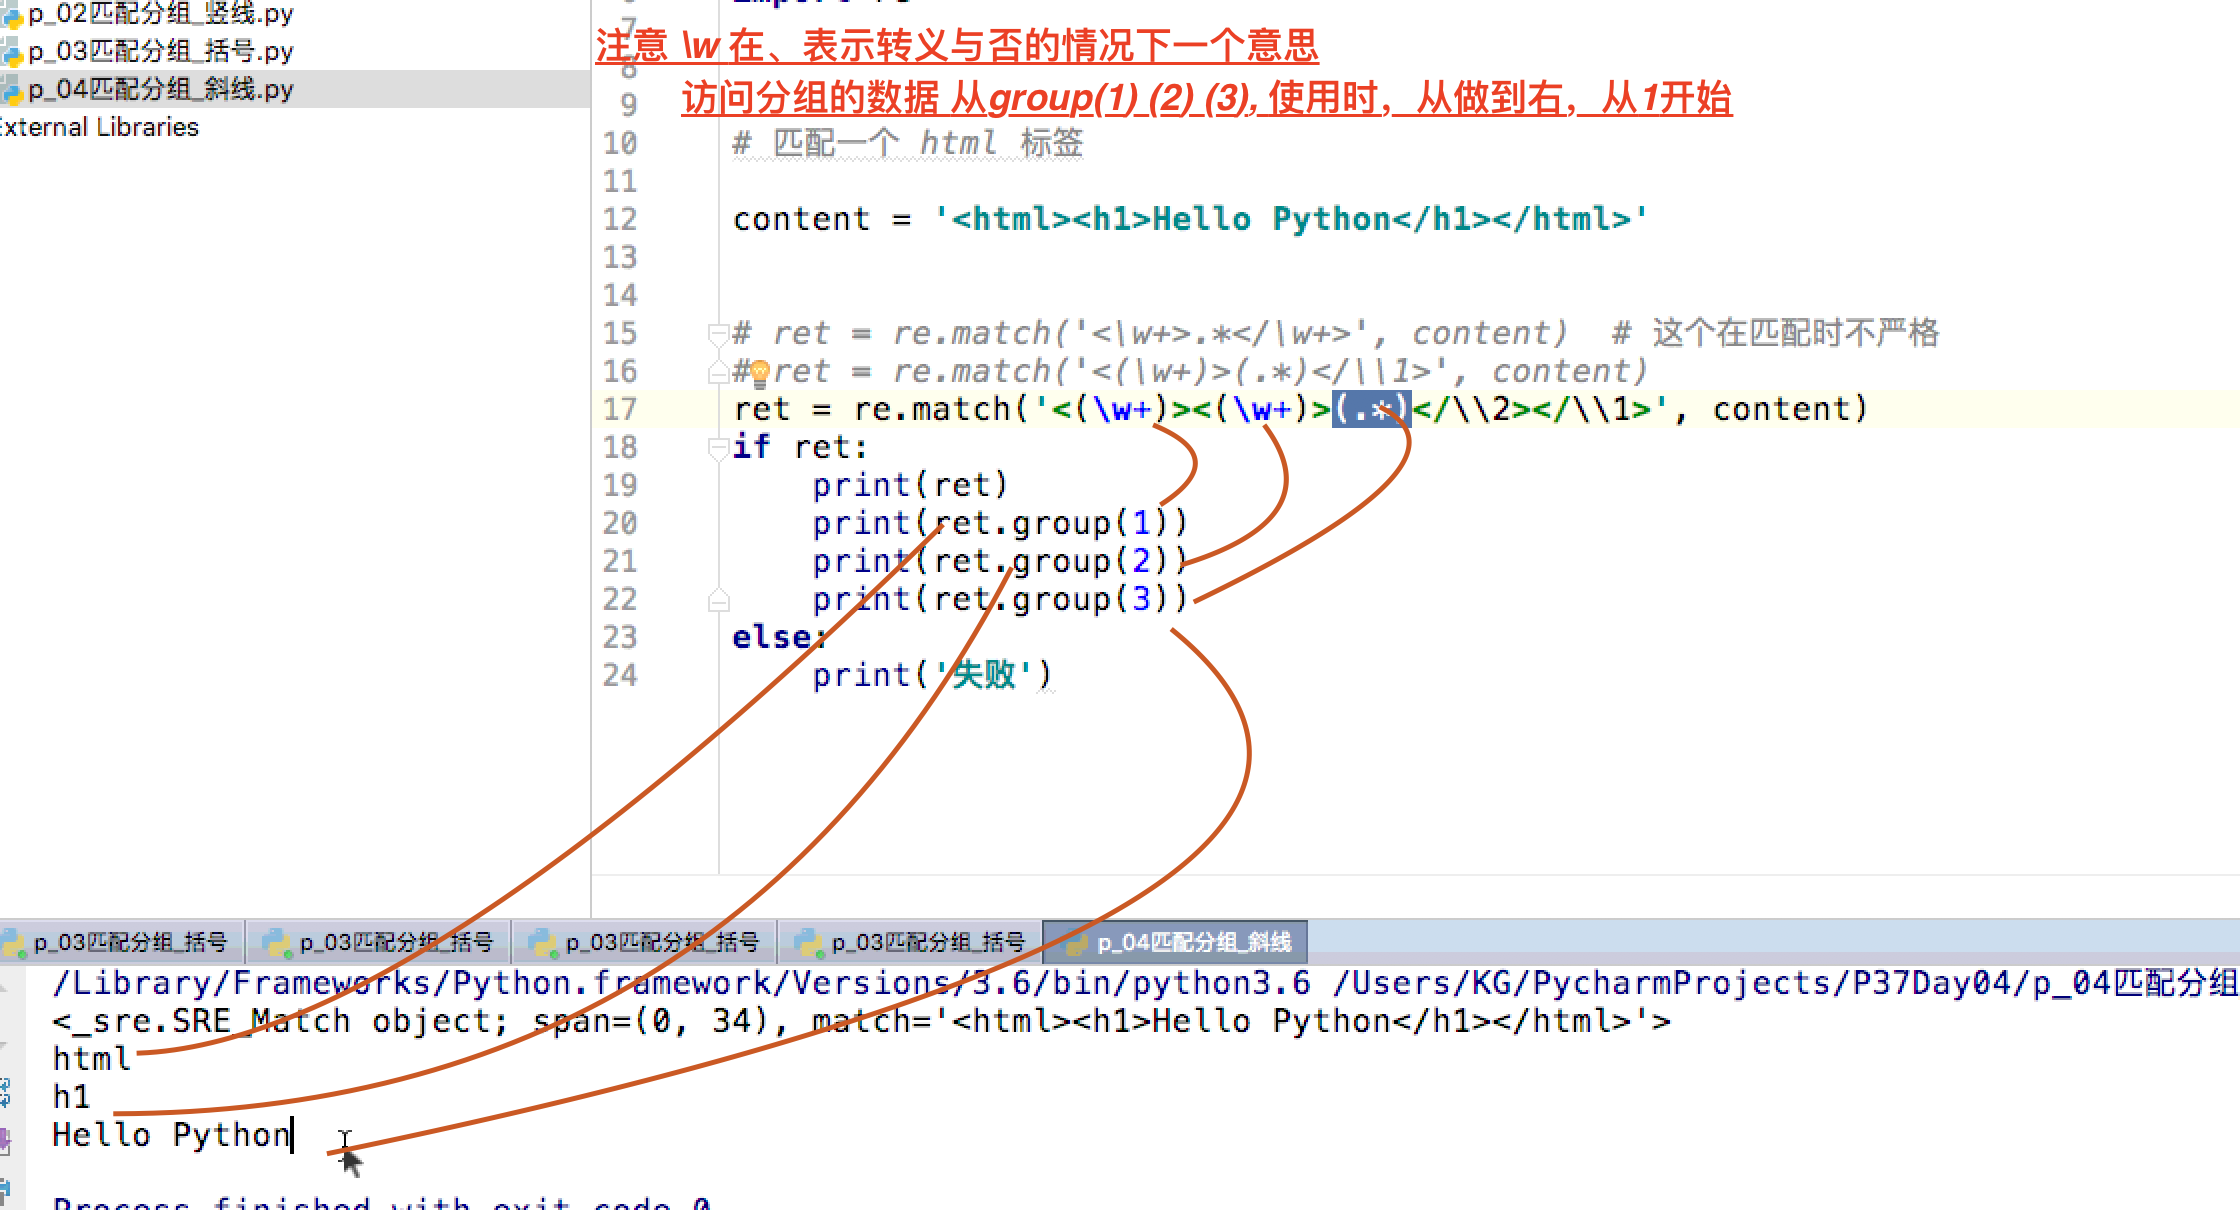 p_02匹配分组_竖线.py
p_03匹配分组_括号.py
p_04匹配分组_斜线.py
External Libraries
7
注意 \w 在、表示转义与否的情况下一个意思
8
访问分组的数据 从group(1) (2) (3), 使用时，从做到右，从1开始
9
10 # 匹配一个 html 标签
11
12 content = '<html><h1>Hello Python</h1></html>'
13
14
15 # ret = re.match('<\w+>.*</\w+>', content)  # 这个在匹配时不严格
16 # ret = re.match('<(\w+)>(.*)</\\1>', content)
17 ret = re.match('<(\w+)><(\w+)>(.*)</\\2></\\1>', content)
18 if ret:
19     print(ret)
20     print(ret.group(1))
21     print(ret.group(2))
22     print(ret.group(3))
23 else:
24     print('失败')
p_03匹配分组_括号 p_03匹配分组_括号 p_03匹配分组_括号 p_03匹配分组_括号 p_04匹配分组_斜线
/Library/Frameworks/Python.framework/Versions/3.6/bin/python3.6 /Users/KG/PycharmProjects/P37Day04/p_04匹配分组
<_sre.SRE_Match object; span=(0, 34), match='<html><h1>Hello Python</h1></html>'>
html
h1
Hello Python
Process finished with exit code 0